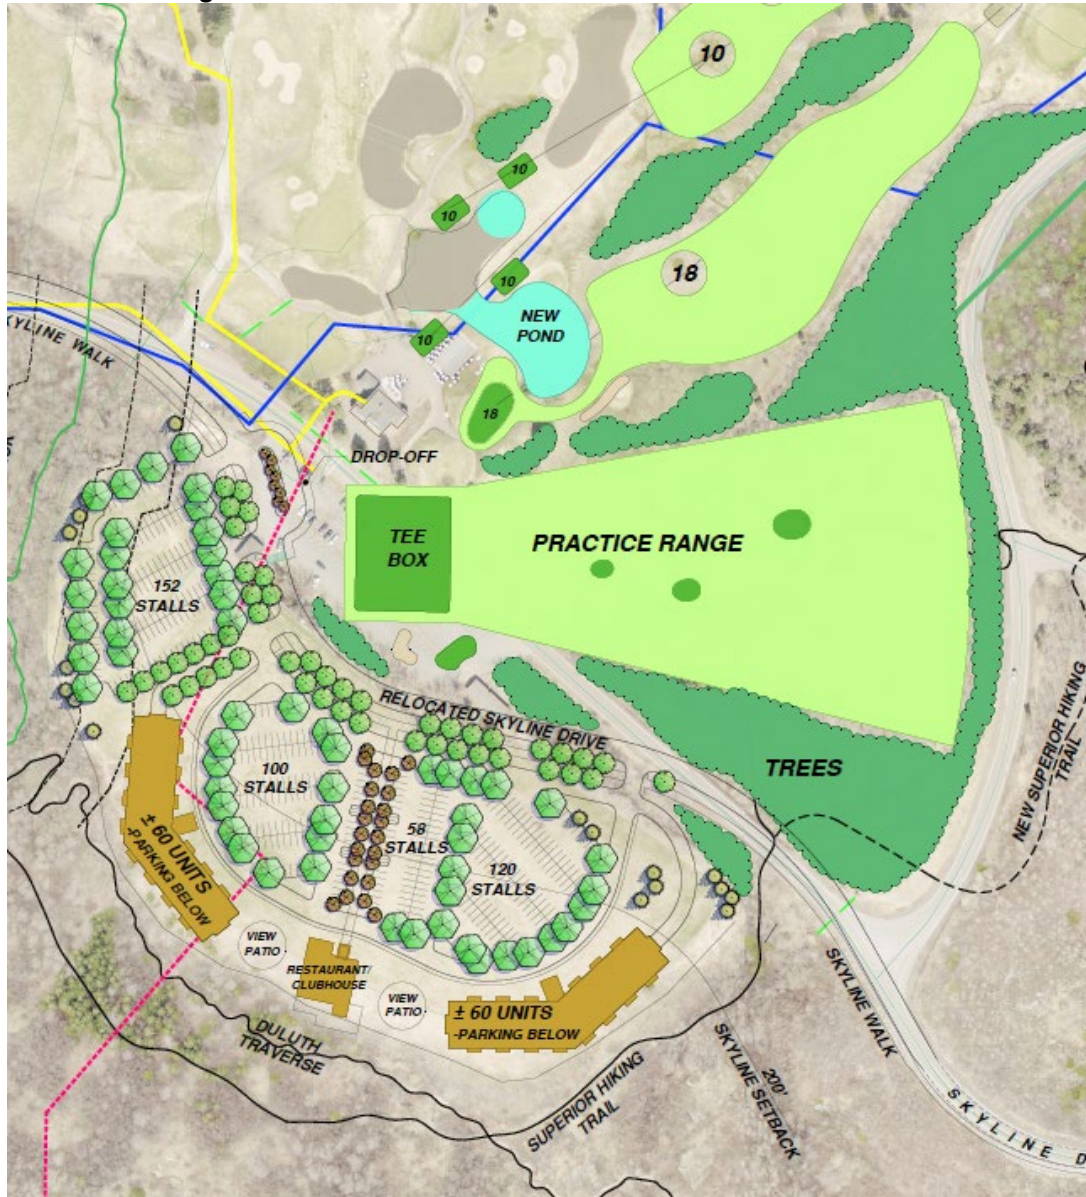 10
10
10
18
10
NEW
POND
10
18
KYLINE WALK
DROP-OFF
TEE
BOX
PRACTICE RANGE
152
STALLS
RELOCATED SKYLINE DRIVE
100
STALLS
TREES
NEW SUPERIOR HIKING
TRAIL
58
STALLS
120
STALLS
± 60 UNITS
-PARKING BELOW
VIEW
PATIO
RESTAURANT/
CLUBHOUSE
VIEW
PATIO
± 60 UNITS
-PARKING BELOW
DULUTH
TRAVERSE
SUPERIOR HIKING
TRAIL
200'
SKYLINE SETBACK
SKYLINE WALK
SKYLINE D